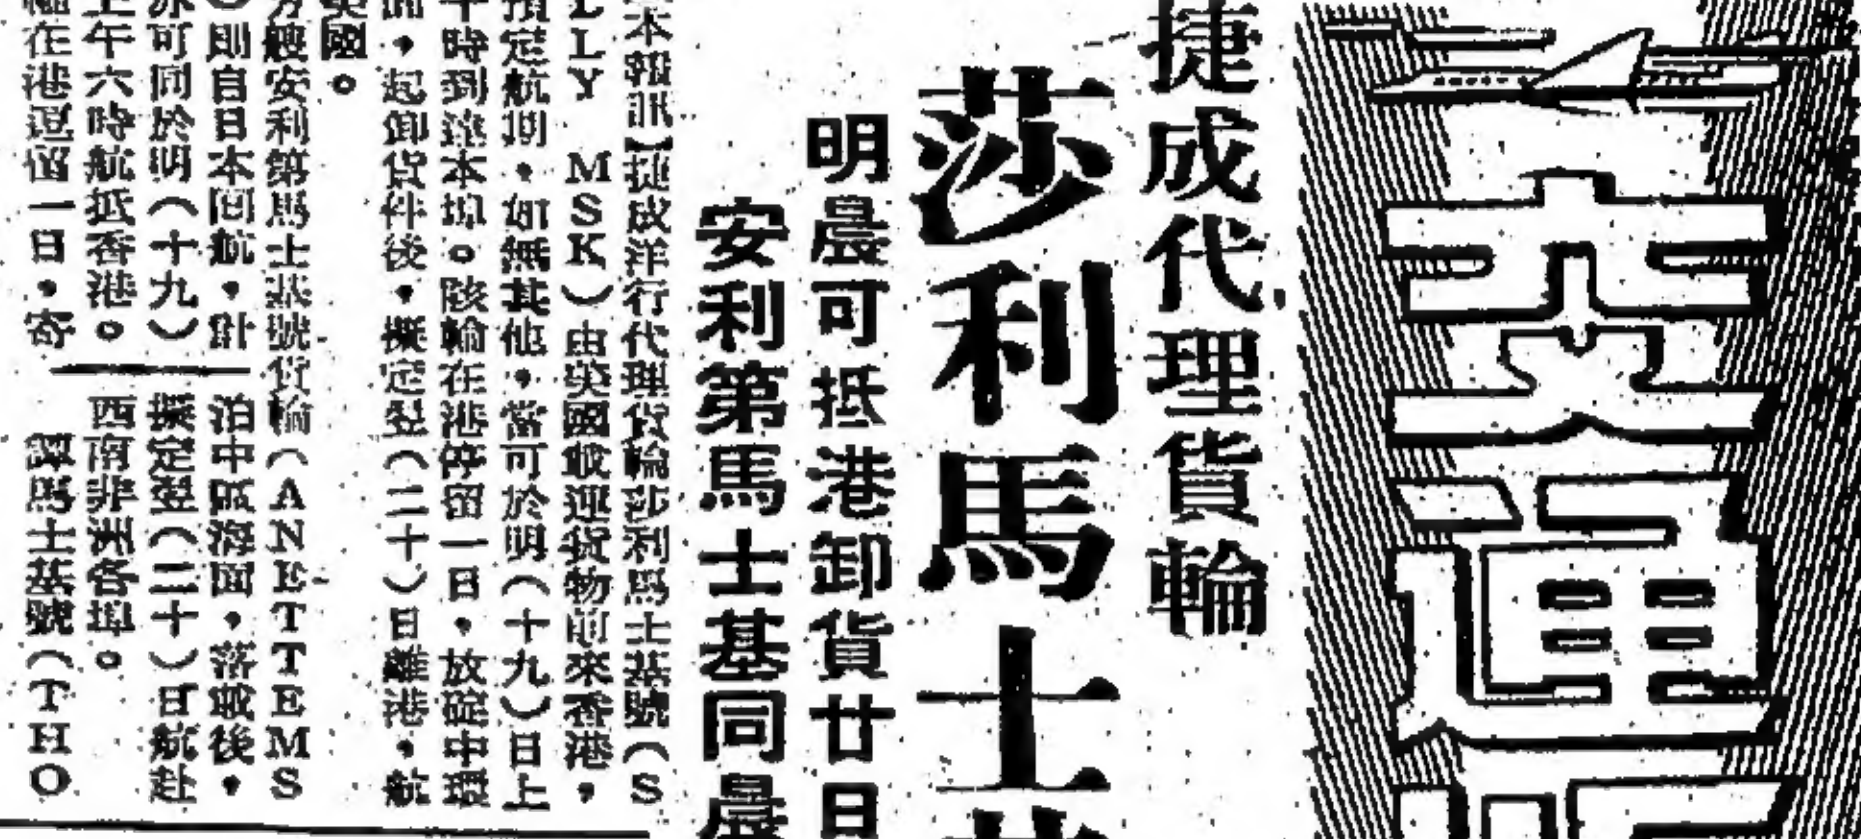 交通
捷成代理貨輪
莎利馬士
明晨可抵港卸貨廿日
安利第馬士基同晨
本報訊】捷成洋行代理貨輪莎利馬士基號（S
LLY MSK）由英國載運貨物前來香港，
預定航期，如無其他，當可於明（十九）日上
午時到達本埠。該輪在港停留一日，放碇中環
面，起卸貨件後，擬定翌（二十）日離港，航
英國。
艘安利第馬士基號貨輪（ANETTEMS
）則自日本回航，計
亦可同於明（十九）
上午六時航抵香港。
在港逗留一日，寄
泊中區海面，落載後，
擬定翌（二十）日航赴
西南非洲各埠。
譚馬士基號（THO